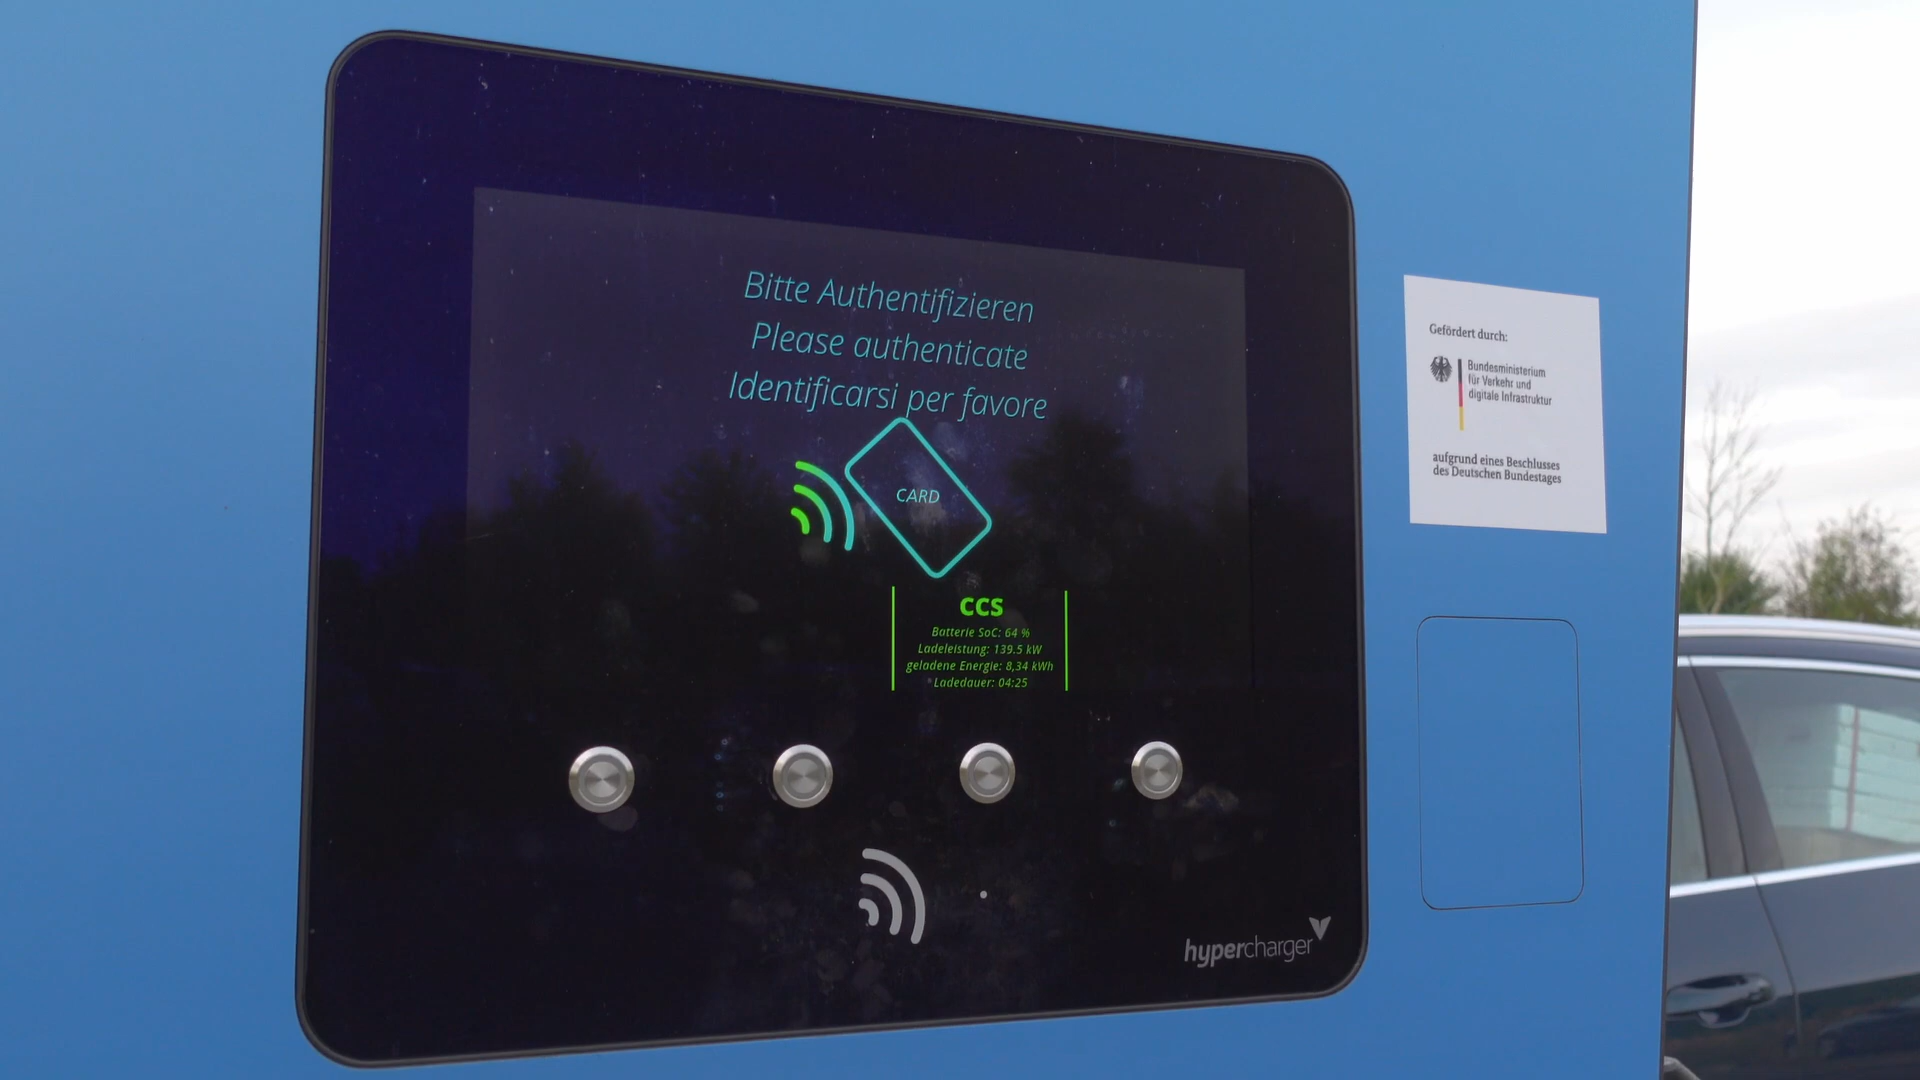 Bitte Authentifizieren
Please authenticate
Identificarsi per favore
CARD
CCS
Batterie SoC: 64 %
Ladeleistung: 139.5 kW
geladene Energie: 8,34 kWh
Ladedauer: 04:25
hypercharger
Gefördert durch:
Bundesministerium
für Verkehr und
digitale Infrastruktur
aufgrund eines Beschlusses
des Deutschen Bundestages